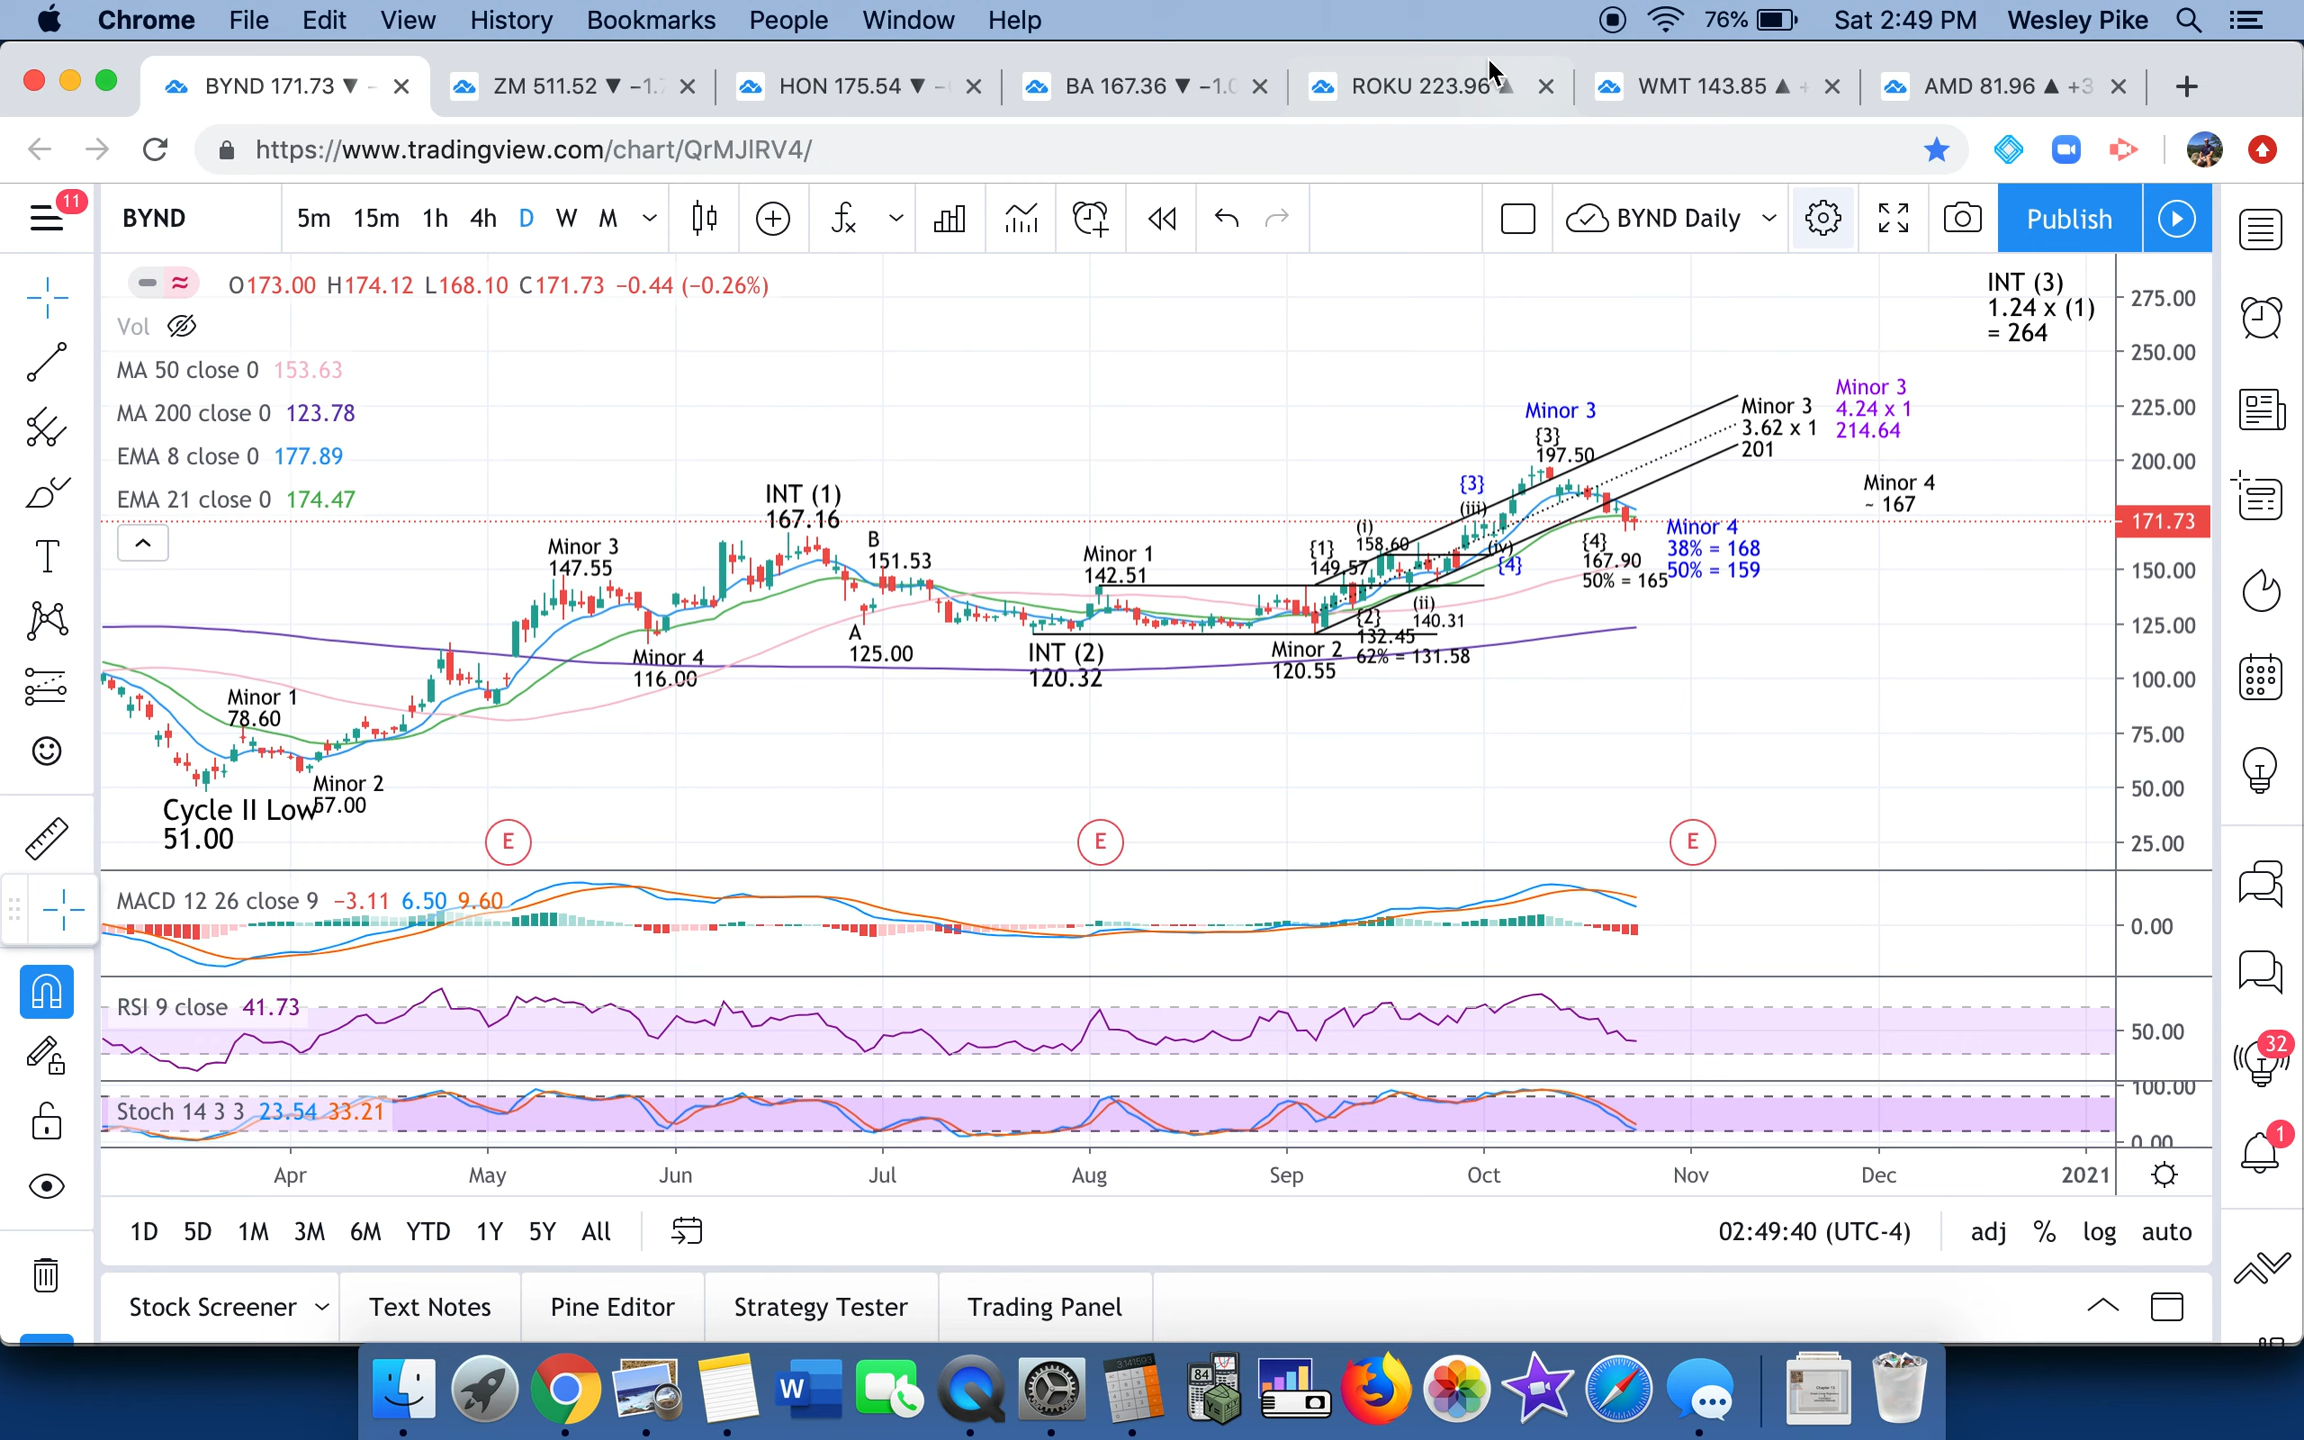 Chrome File Edit View History Bookmarks People Window Help 76% Sat 2:49 PM Wesley Pike
BYND 171.73 ▼ ZM 511.52 ▼ −1.7 HON 175.54 ▼ BA 167.36 ▼ −1.0 ROKU 223.96 ▲ WMT 143.85 ▲ AMD 81.96 ▲ +3
https://www.tradingview.com/chart/QrMJlRV4/
11
BYND 5m 15m 1h 4h D W M BYND Daily Publish
O173.00 H174.12 L168.10 C171.73 −0.44 (−0.26%)
Vol
MA 50 close 0 153.63
MA 200 close 0 123.78
EMA 8 close 0 177.89
EMA 21 close 0 174.47
INT (3)
1.24 x (1)
= 264
Minor 3
4.24 x 1
214.64
Minor 3
3.62 x 1
201
Minor 3
{3}
197.50
Minor 4
~ 167
INT (1)
167.16
{3}
(iii)
Minor 4
38% = 168
50% = 159
(i)
158.60
(iv)
{4}
{4}
167.90
50% = 165
{1}
149.57
Minor 3
147.55
B
151.53
Minor 1
142.51
(ii)
140.31
{2}
132.45
62% = 131.58
A
125.00
Minor 4
116.00
INT (2)
120.32
Minor 2
120.55
Minor 1
78.60
Minor 2
57.00
Cycle II Low
51.00
E E E
275.00
250.00
225.00
200.00
171.73
150.00
125.00
100.00
75.00
50.00
25.00
MACD 12 26 close 9 −3.11 6.50 9.60
0.00
RSI 9 close 41.73
50.00
Stoch 14 3 3 23.54 33.21
100.00
0.00
Apr May Jun Jul Aug Sep Oct Nov Dec 2021
32
1
1D 5D 1M 3M 6M YTD 1Y 5Y All 02:49:40 (UTC-4) adj % log auto
Stock Screener Text Notes Pine Editor Strategy Tester Trading Panel
3.141593
84
W